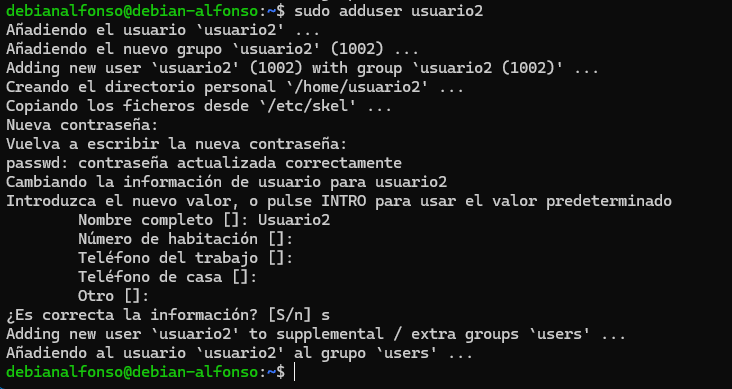 debianalfonso@debian-alfonso:~$ sudo adduser usuario2
Añadiendo el usuario `usuario2' ...
Añadiendo el nuevo grupo `usuario2' (1002) ...
Adding new user `usuario2' (1002) with group `usuario2 (1002)' ...
Creando el directorio personal `/home/usuario2' ...
Copiando los ficheros desde `/etc/skel' ...
Nueva contraseña:
Vuelva a escribir la nueva contraseña:
passwd: contraseña actualizada correctamente
Cambiando la información de usuario para usuario2
Introduzca el nuevo valor, o pulse INTRO para usar el valor predeterminado
        Nombre completo []: Usuario2
        Número de habitación []:
        Teléfono del trabajo []:
        Teléfono de casa []:
        Otro []:
¿Es correcta la información? [S/n] s
Adding new user `usuario2' to supplemental / extra groups `users' ...
Añadiendo al usuario `usuario2' al grupo `users' ...
debianalfonso@debian-alfonso:~$